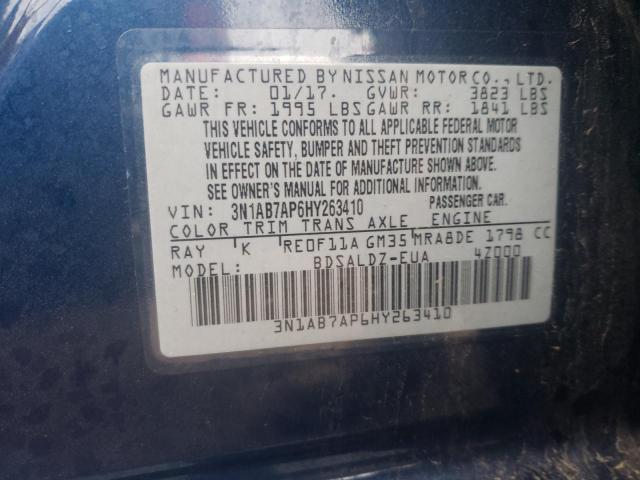 MANUFACTURED BY NISSAN MOTOR CO., LTD.
DATE: 01/17. GVWR: 3823 LBS
GAWR FR: 1995 LBS GAWR RR: 1841 LBS
THIS VEHICLE CONFORMS TO ALL APPLICABLE FEDERAL MOTOR
VEHICLE SAFETY, BUMPER AND THEFT PREVENTION STANDARDS
IN EFFECT ON THE DATE OF MANUFACTURE SHOWN ABOVE.
SEE OWNER'S MANUAL FOR ADDITIONAL INFORMATION.
VIN: 3N1AB7AP6HY263410 PASSENGER CAR.
COLOR TRIM TRANS AXLE ENGINE
RAY K RE0F11A GM35 MRA8DE 1798 CC
MODEL: BDSALDZ-EUA 4Z000
3N1AB7AP6HY263410